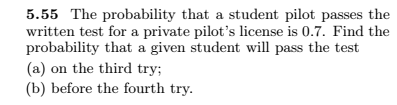 5.55 The probability that a student pilot passes the
written test for a private pilot's license is 0.7. Find the
probability that a given student will pass the test
(a) on the third try;
(b) before the fourth try.